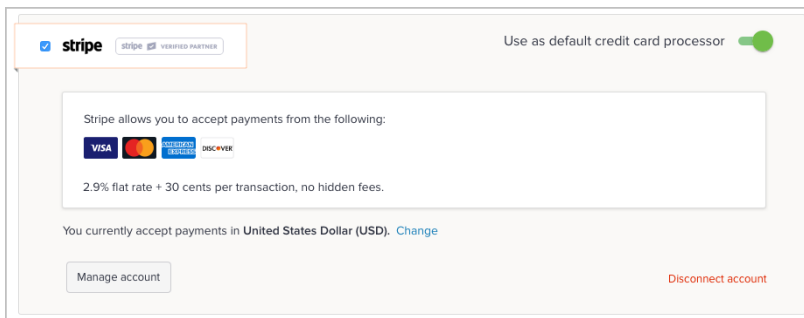 stripe stripe VERIFIED PARTNER Use as default credit card processor
Stripe allows you to accept payments from the following:
VISA AMERICAN EXPRESS DISCOVER
2.9% flat rate + 30 cents per transaction, no hidden fees.
You currently accept payments in United States Dollar (USD). Change
Manage account Disconnect account